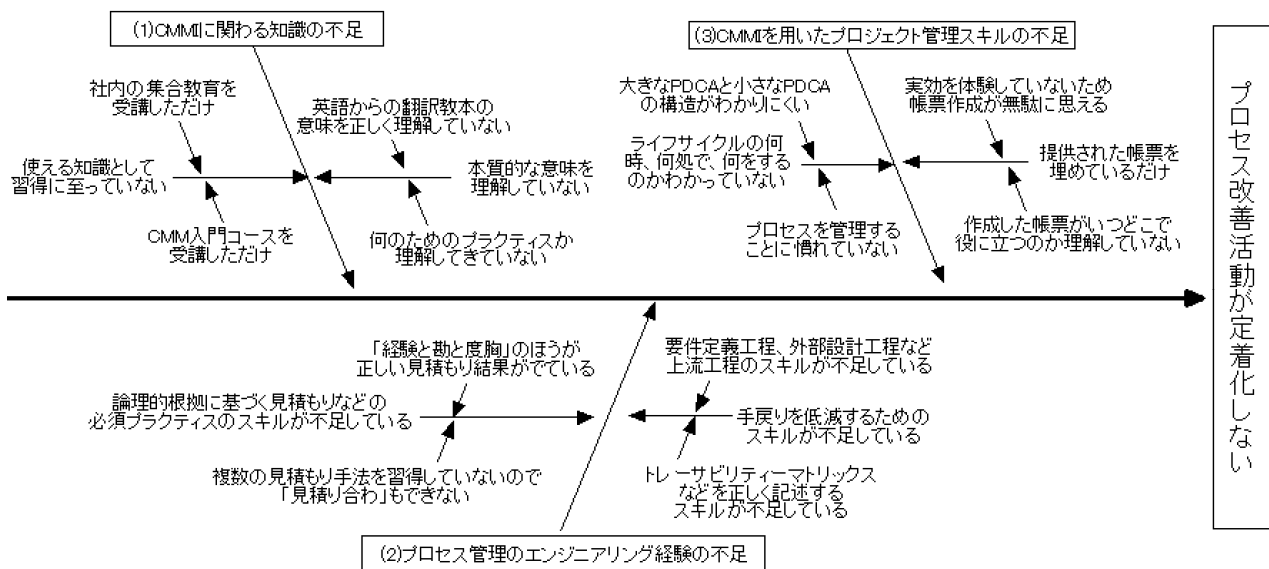 (1)CMMIに関わる知識の不足
社内の集合教育を
受講しただけ
英語からの翻訳教本の
意味を正しく理解していない
使える知識として
習得に至っていない
本質的な意味を
理解していない
CMM入門コースを
受講しただけ
何のためのプラクティスか
理解してきていない
(3)CMMIを用いたプロジェクト管理スキルの不足
大きなPDCAと小さなPDCA
の構造がわかりにくい
実効を体験していないため
帳票作成が無駄に思える
ライフサイクルの何
時、何処で、何をする
のかわかっていない
提供された帳票を
埋めているだけ
プロセスを管理する
ことに慣れていない
作成した帳票がいつどこで
役に立つのか理解していない
プロセス改善活動が定着化しない
「経験と勘と度胸」のほうが
正しい見積もり結果がでている
要件定義工程、外部設計工程など
上流工程のスキルが不足している
論理的根拠に基づく見積もりなどの
必須プラクティスのスキルが不足している
手戻りを低減するための
スキルが不足している
複数の見積もり手法を習得していないので
「見積り合わ」もできない
トレーサビリティーマトリックス
などを正しく記述する
スキルが不足している
(2)プロセス管理のエンジニアリング経験の不足